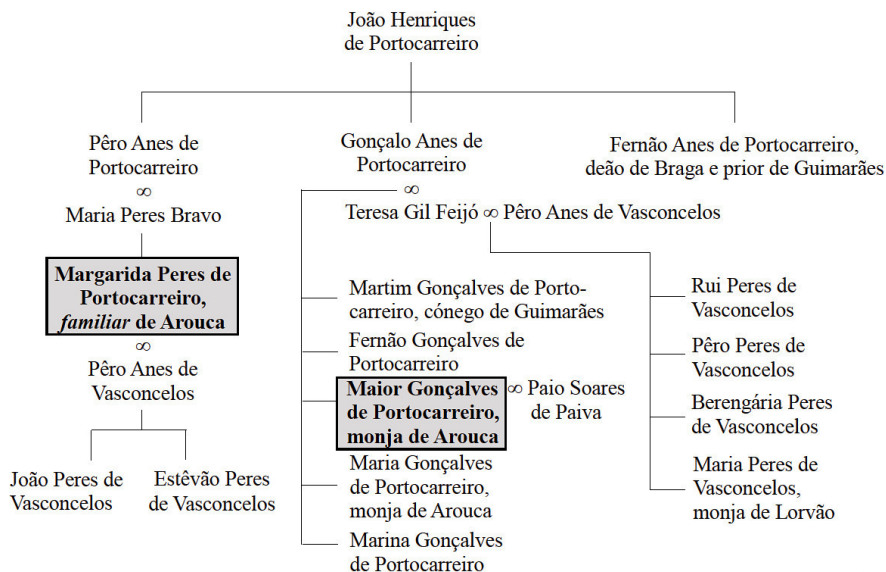 João Henriques
de Portocarreiro
Pêro Anes de
Portocarreiro
∞
Maria Peres Bravo
Gonçalo Anes de
Portocarreiro
∞
Teresa Gil Feijó ∞ Pêro Anes de Vasconcelos
Fernão Anes de Portocarreiro,
deão de Braga e prior de Guimarães
Margarida Peres de
Portocarreiro,
familiar de Arouca
∞
Pêro Anes de
Vasconcelos
João Peres de
Vasconcelos
Estêvão Peres
de Vasconcelos
Martim Gonçalves de Porto-
carreiro, cónego de Guimarães
Fernão Gonçalves de
Portocarreiro
Maior Gonçalves
de Portocarreiro,
monja de Arouca
∞ Paio Soares
de Paiva
Maria Gonçalves
de Portocarreiro,
monja de Arouca
Marina Gonçalves
de Portocarreiro
Rui Peres de
Vasconcelos
Pêro Peres de
Vasconcelos
Berengária Peres
de Vasconcelos
Maria Peres de
Vasconcelos,
monja de Lorvão